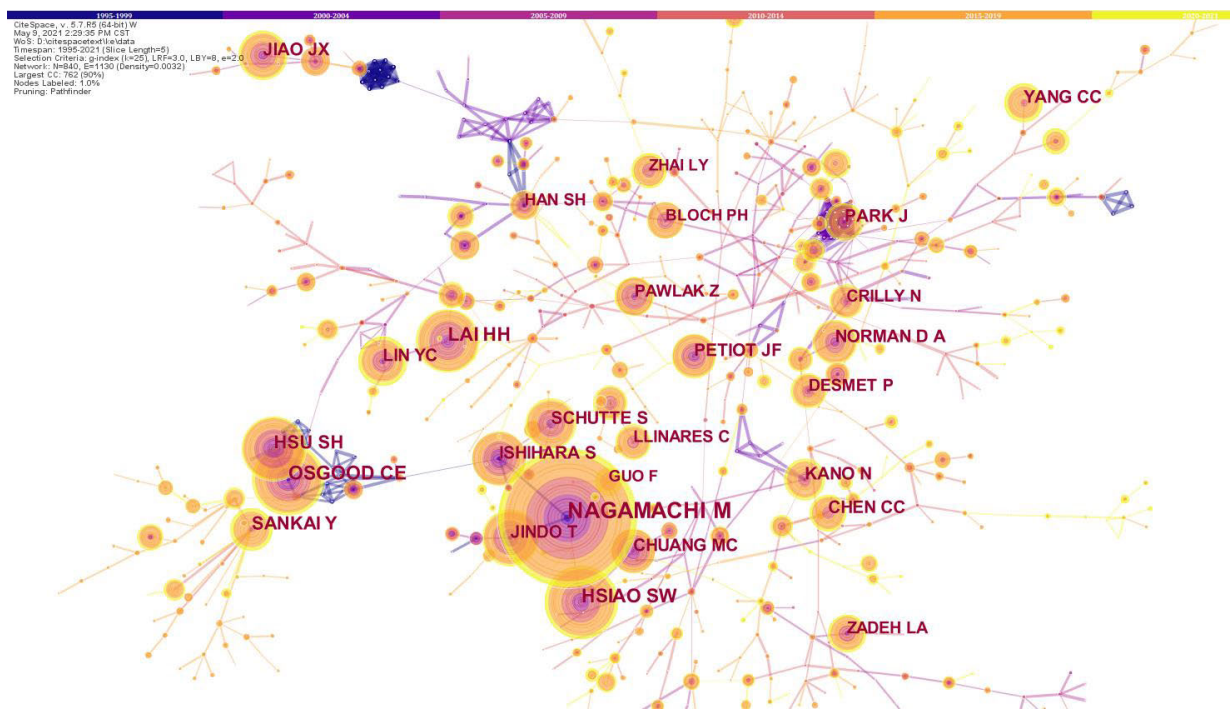 1995-1999 2000-2004 2005-2009 2010-2014 2015-2019 2020-2021
CiteSpace, v. 5.7.R5 (64-bit) W
May 9, 2021 2:29:35 PM CST
WoS: D:\citespacetext\ke\data
Timespan: 1995-2021 (Slice Length=5)
Selection Criteria: g-index (k=25), LRF=3.0, LBY=8, e=2.0
Network: N=840, E=1130 (Density=0.0032)
Largest CC: 762 (90%)
Nodes Labeled: 1.0%
Pruning: Pathfinder
JIAO JX
YANG CC
ZHAI LY
HAN SH
BLOCH PH
PARK J
PAWLAK Z
CRILLY N
LAI HH
NORMAN D A
LIN YC
PETIOT JF
DESMET P
SCHUTTE S
LLINARES C
HSU SH
ISHIHARA S
OSGOOD CE
GUO F
KANO N
NAGAMACHI M
CHEN CC
SANKAI Y
JINDO T
CHUANG MC
HSIAO SW
ZADEH LA